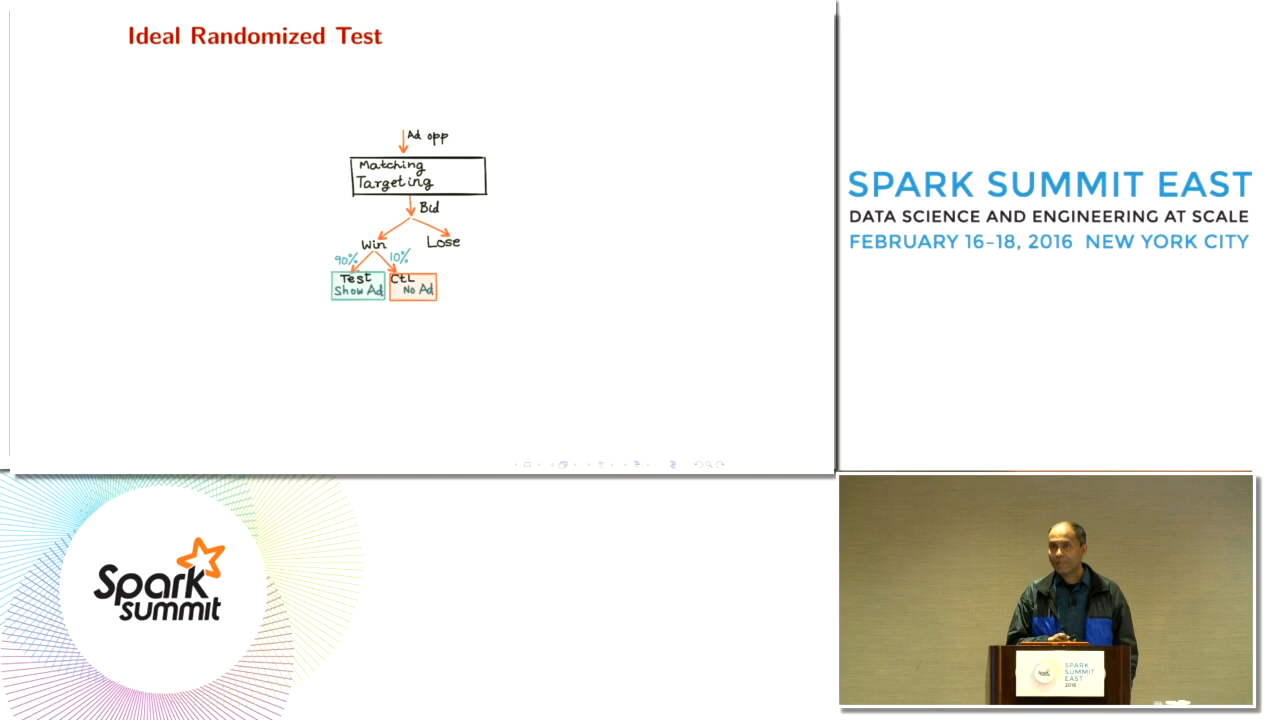 Ideal Randomized Test
Ad opp
Matching
Targeting
Bid
Win
Lose
90%
10%
Test
Show Ad
Ctl
No Ad
SPARK SUMMIT EAST
DATA SCIENCE AND ENGINEERING AT SCALE
FEBRUARY 16–18, 2016 NEW YORK CITY
Spark
summit
SPARK
SUMMIT
EAST
2016